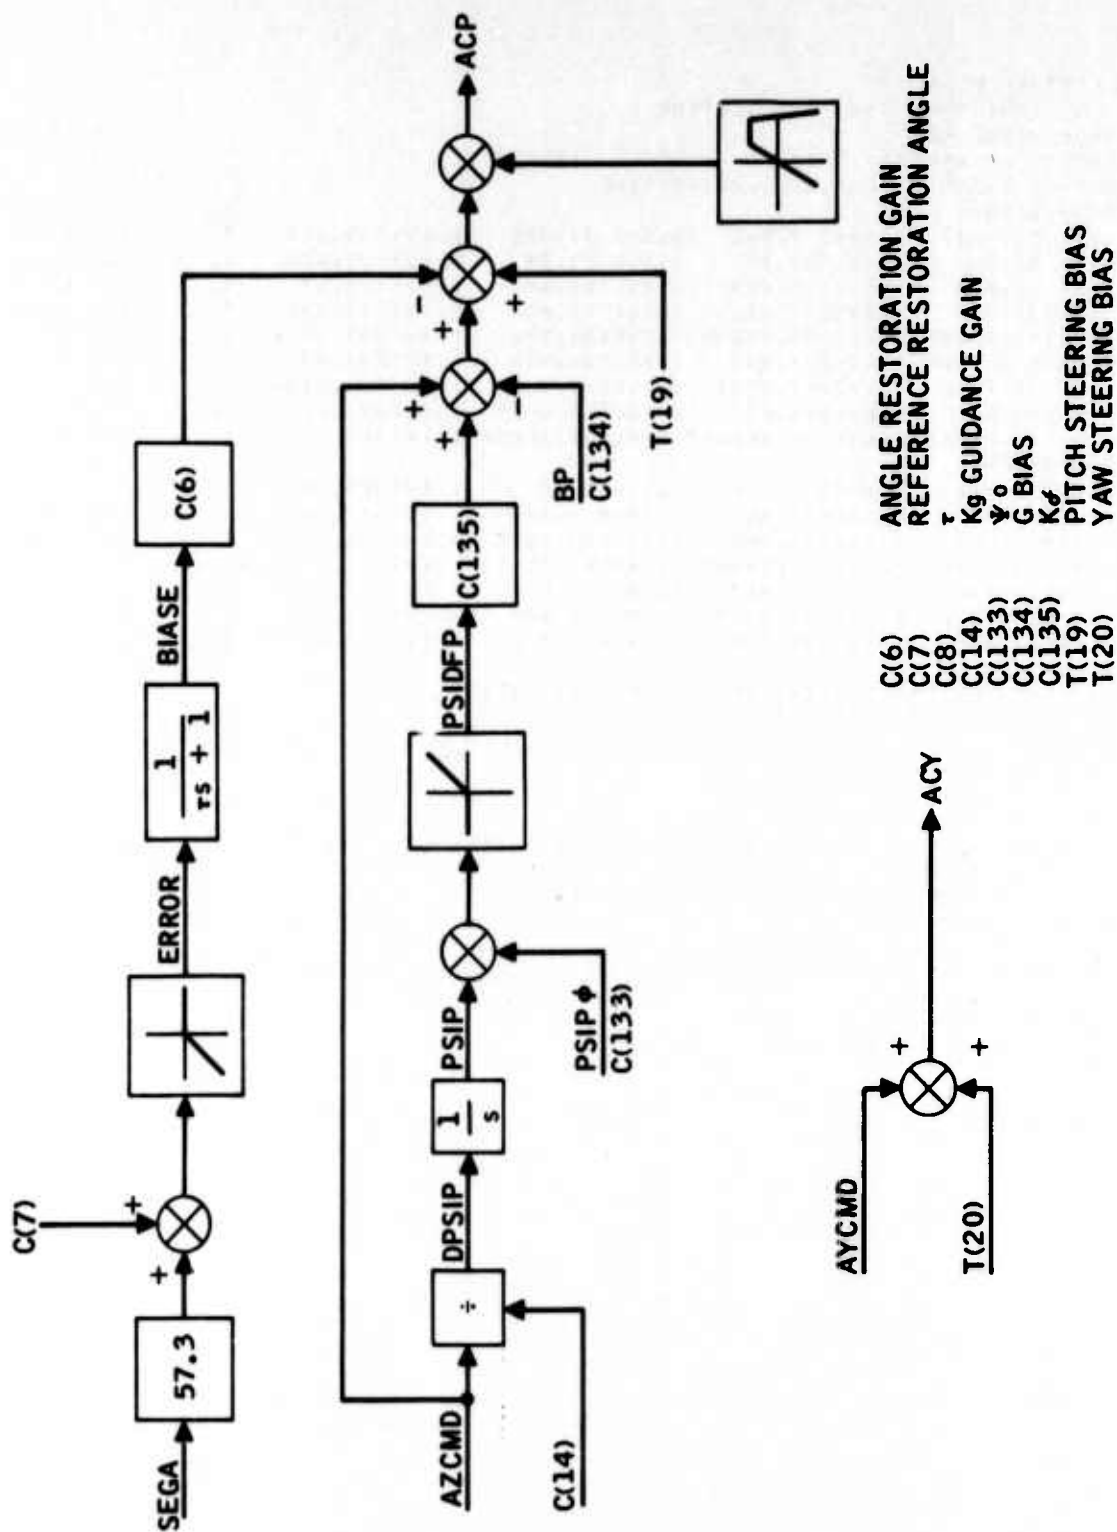 C(7)
+
+
SEGA
57.3
ERROR
1
τs + 1
BIASE
C(6)
AZCMD
÷
C(14)
DPSIP
1
s
PSIP
PSIPϕ
C(133)
PSIDFP
C(135)
+
+
-
BP
C(134)
-
+
+
T(19)
ACP
AYCMD
+
+
T(20)
ACY
C(6) ANGLE RESTORATION GAIN
C(7) REFERENCE RESTORATION ANGLE
C(8) τ
C(14) Kg GUIDANCE GAIN
C(133) Ψo
C(134) G BIAS
C(135) Kδ
T(19) PITCH STEERING BIAS
T(20) YAW STEERING BIAS